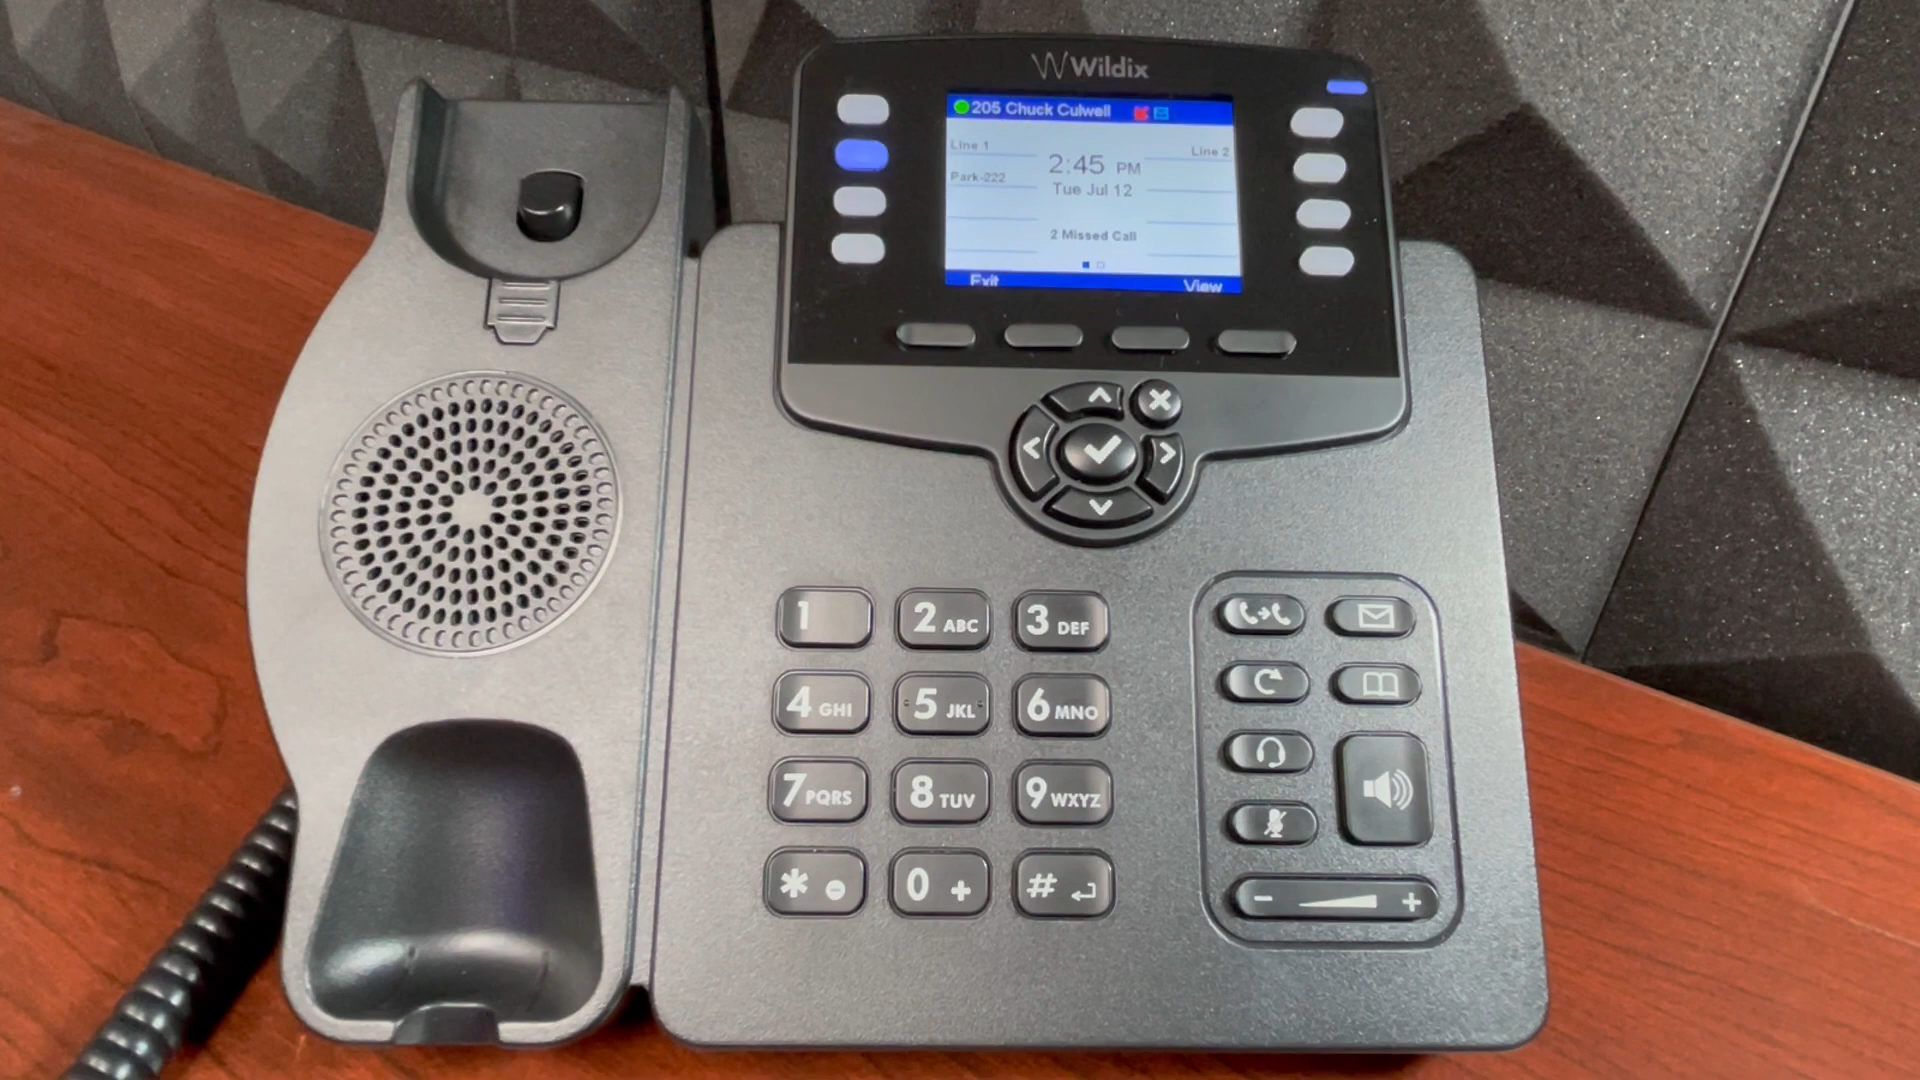 Wildix
205 Chuck Culwell
Line 1
Line 2
2:45 PM
Park-222
Tue Jul 12
2 Missed Call
Exit
View
1
2 ABC
3 DEF
4 GHI
5 JKL
6 MNO
7 PQRS
8 TUV
9 WXYZ
*
0 +
#
- +